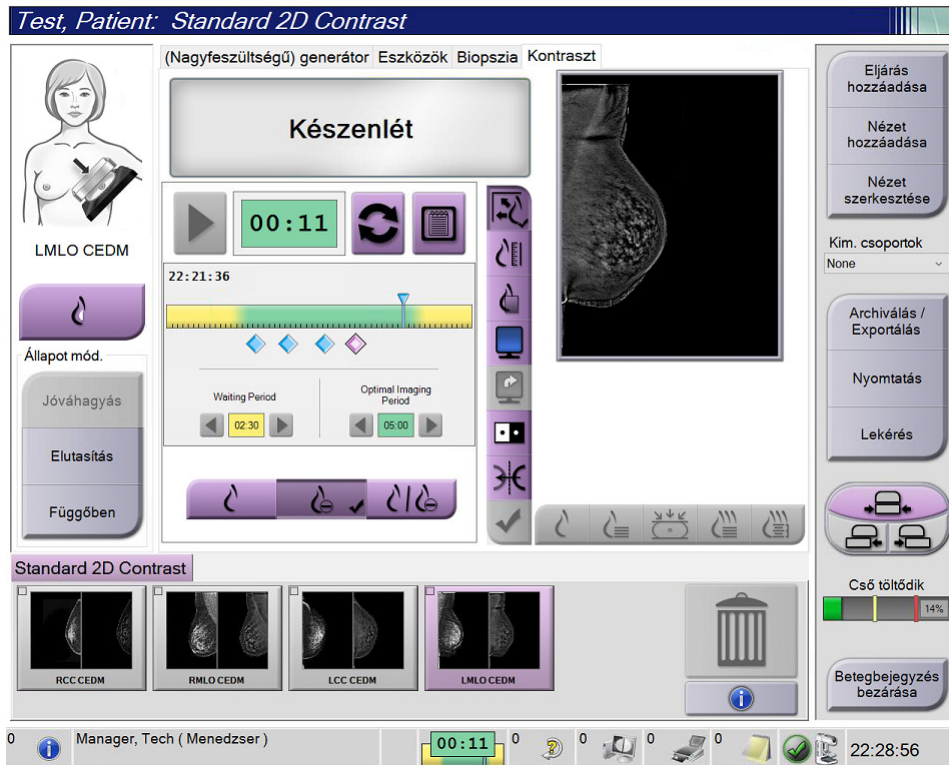 Test, Patient: Standard 2D Contrast
(Nagyfeszültségű) generátor Eszközök Biopszia Kontraszt
Készenlét
LMLO CEDM
Állapot mód.
Jóváhagyás
Elutasítás
Függőben
00:11
22:21:36
Waiting Period
02:30
Optimal Imaging
Period
05:00
Eljárás
hozzáadása
Nézet
hozzáadása
Nézet
szerkesztése
Kim. csoportok
None
Archiválás /
Exportálás
Nyomtatás
Lekérés
Cső töltődik
14%
Betegbejegyzés
bezárása
Standard 2D Contrast
RCC CEDM
RMLO CEDM
LCC CEDM
LMLO CEDM
0
Manager, Tech ( Menedzser )
00:11
0
0
0
0
22:28:56